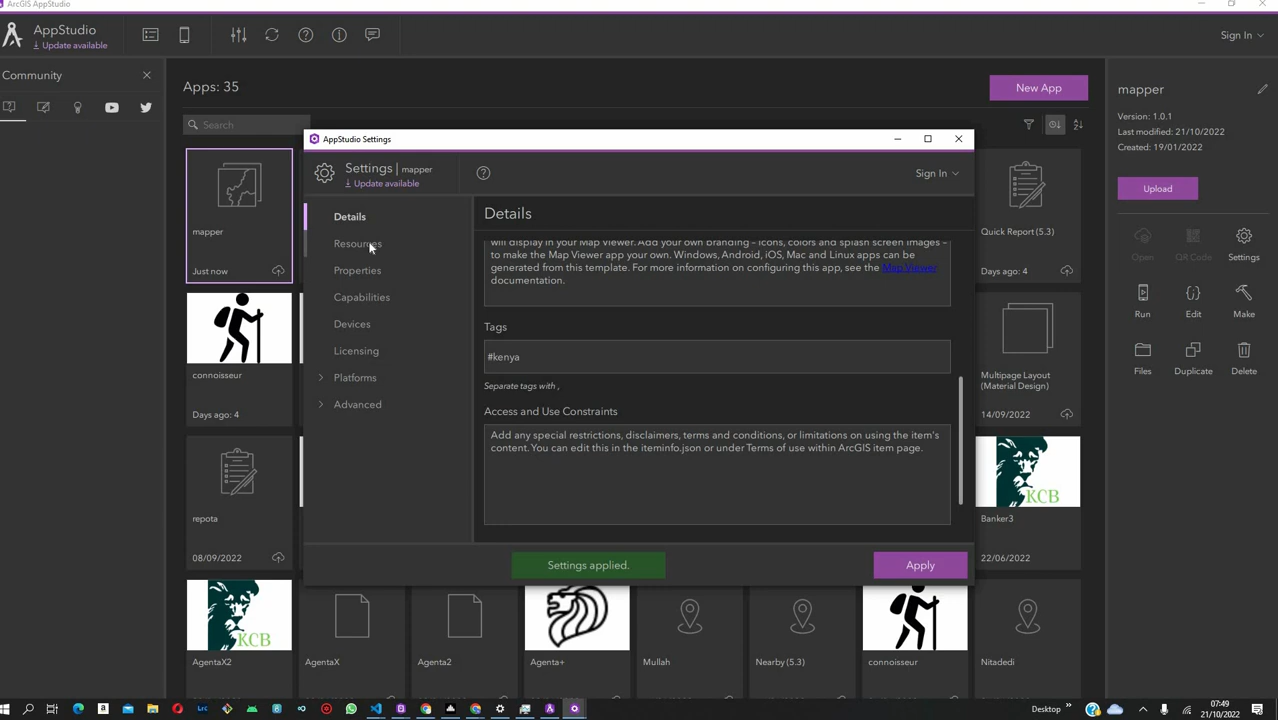 ArcGIS AppStudio
AppStudio
Update available
Sign In
Community
Apps: 35
New App
Search
mapper
Just now
connoisseur
Days ago: 4
repota
08/09/2022
KCB
AgentaX2
AgentaX
Agenta2
Agenta+
Mullah
Nearby (5.3)
connoisseur
Nitadedi
Quick Report (5.3)
Days ago: 4
Multipage Layout
(Material Design)
14/09/2022
KCB
Banker3
22/06/2022
AppStudio Settings
Settings | mapper
Update available
Sign In
Details
Resources
Properties
Capabilities
Devices
Licensing
Platforms
Advanced
Details
will display in your Map Viewer. Add your own branding – icons, colors and splash screen images –
to make the Map Viewer app your own. Windows, Android, iOS, Mac and Linux apps can be
generated from this template. For more information on configuring this app, see the Map Viewer
documentation.
Tags
#kenya
Separate tags with ,
Access and Use Constraints
Add any special restrictions, disclaimers, terms and conditions, or limitations on using the item's
content. You can edit this in the iteminfo.json or under Terms of use within ArcGIS item page.
Settings applied.
Apply
mapper
Version: 1.0.1
Last modified: 21/10/2022
Created: 19/01/2022
Upload
Open
QR Code
Settings
Run
Edit
Make
Files
Duplicate
Delete
Desktop
07:49
21/10/2022